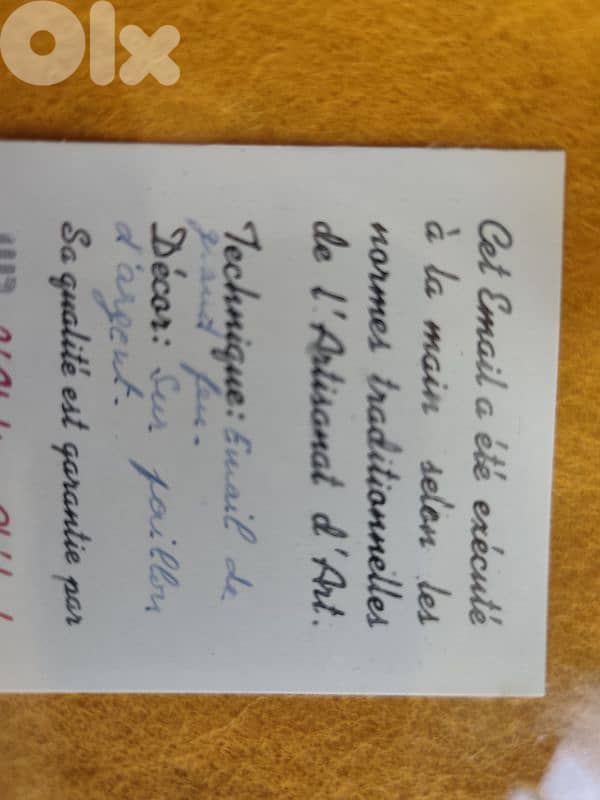 olx
Cet Email a été exécuté
à la main selon les
normes traditionnelles
de l'Artisanat d'Art.
Technique: Email de
grand feu.
Décor: Sur paillon
d'argent.
Sa qualité est garantie par